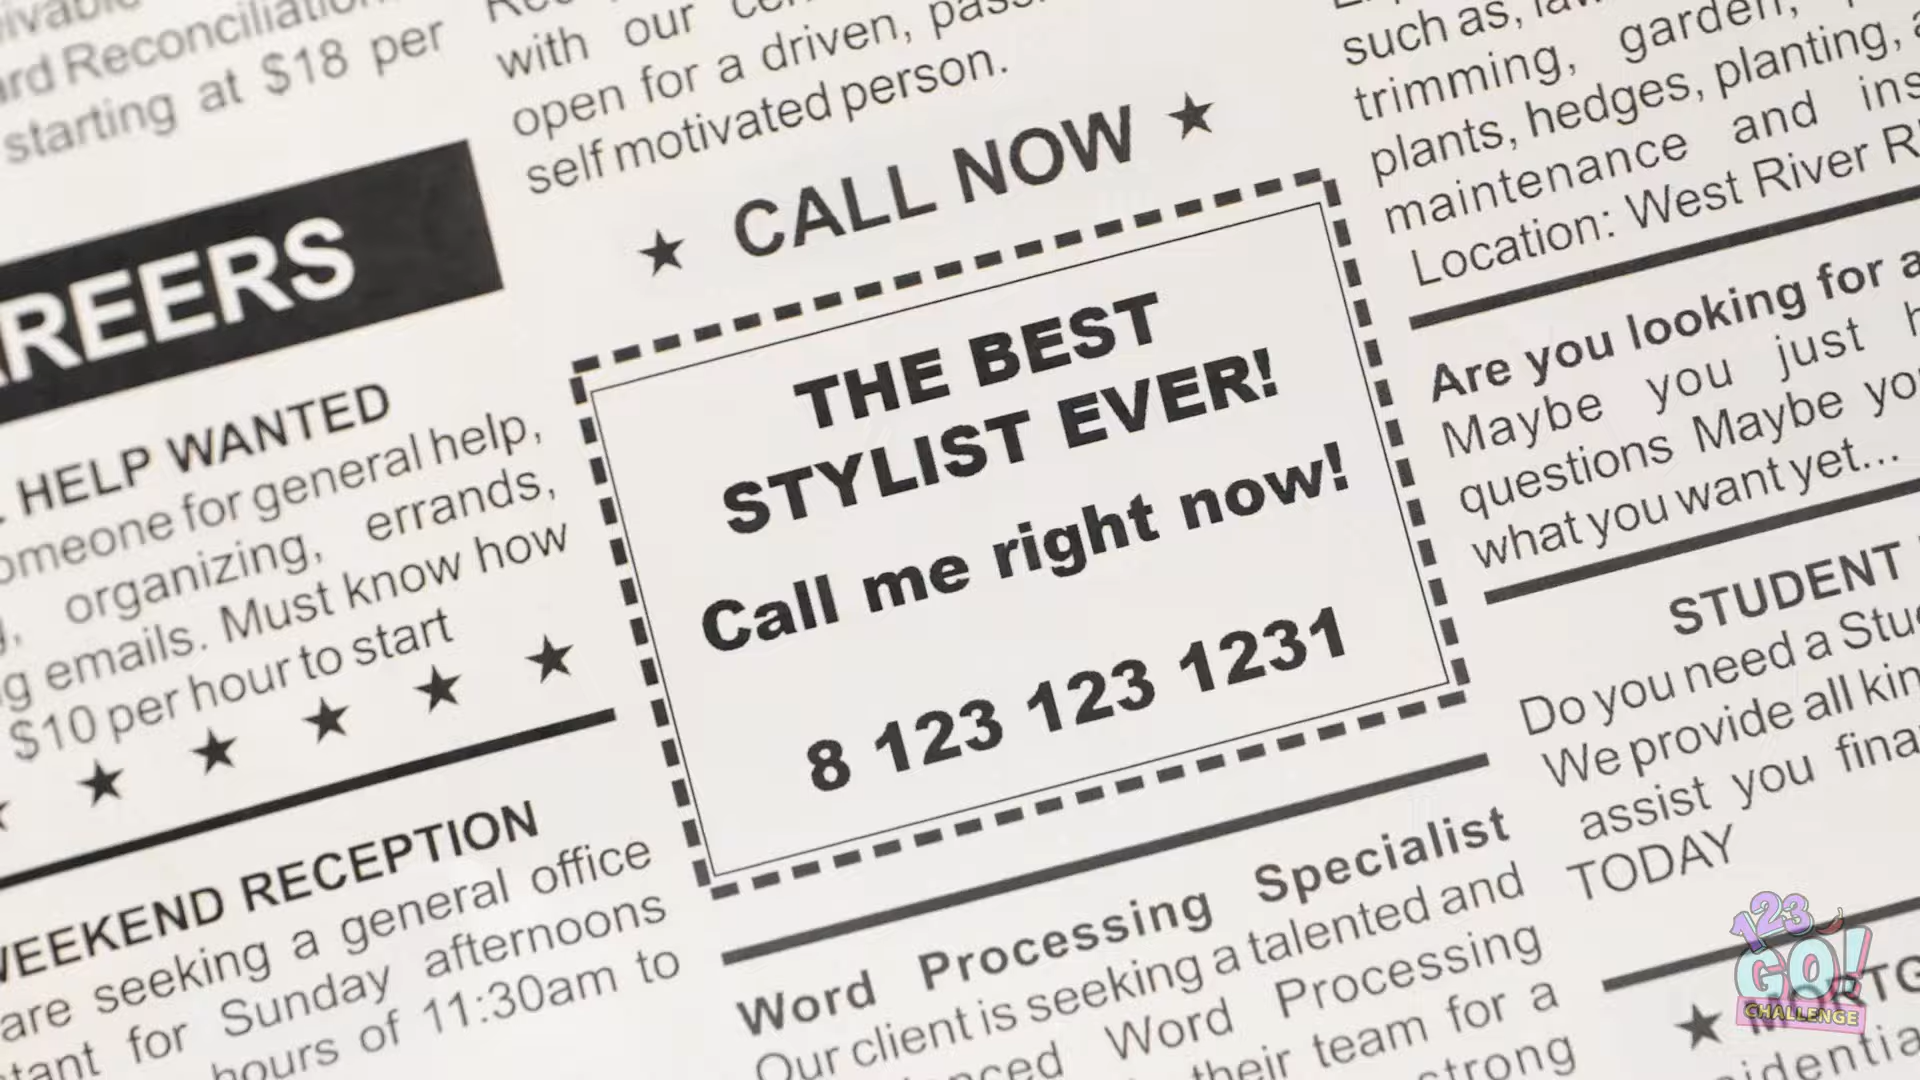 ard Reconciliation
starting at $18 per
REERS
HELP WANTED
someone for general help,
organizing, errands,
emails. Must know how
$10 per hour to start
WEEKEND RECEPTION
are seeking a general office
for Sunday afternoons
hours of 11:30am to
with our
open for a driven,
self motivated person.
★ CALL NOW ★
THE BEST
STYLIST EVER!
Call me right now!
8 123 123 1231
Word Processing Specialist
Our client is seeking a talented and
Word Processing
their team for a
strong
such as,
trimming, garden,
plants, hedges, planting,
maintenance and
Location: West River
Are you looking for a
Maybe you just
questions Maybe
what you want yet...
STUDENT
Do you need a
We provide all
assist you
TODAY
123
GO!
CHALLENGE